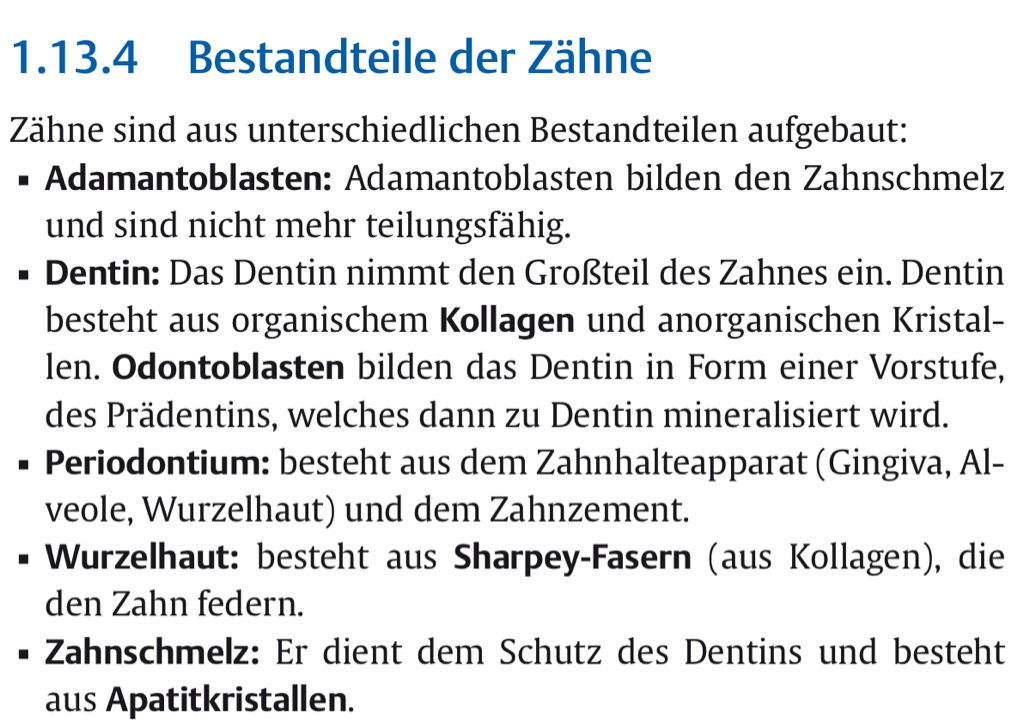 1.13.4 Bestandteile der Zähne
Zähne sind aus unterschiedlichen Bestandteilen aufgebaut:
▪ Adamantoblasten: Adamantoblasten bilden den Zahnschmelz
und sind nicht mehr teilungsfähig.
▪ Dentin: Das Dentin nimmt den Großteil des Zahnes ein. Dentin
besteht aus organischem Kollagen und anorganischen Kristal-
len. Odontoblasten bilden das Dentin in Form einer Vorstufe,
des Prädentins, welches dann zu Dentin mineralisiert wird.
▪ Periodontium: besteht aus dem Zahnhalteapparat (Gingiva, Al-
veole, Wurzelhaut) und dem Zahnzement.
▪ Wurzelhaut: besteht aus Sharpey-Fasern (aus Kollagen), die
den Zahn federn.
▪ Zahnschmelz: Er dient dem Schutz des Dentins und besteht
aus Apatitkristallen.